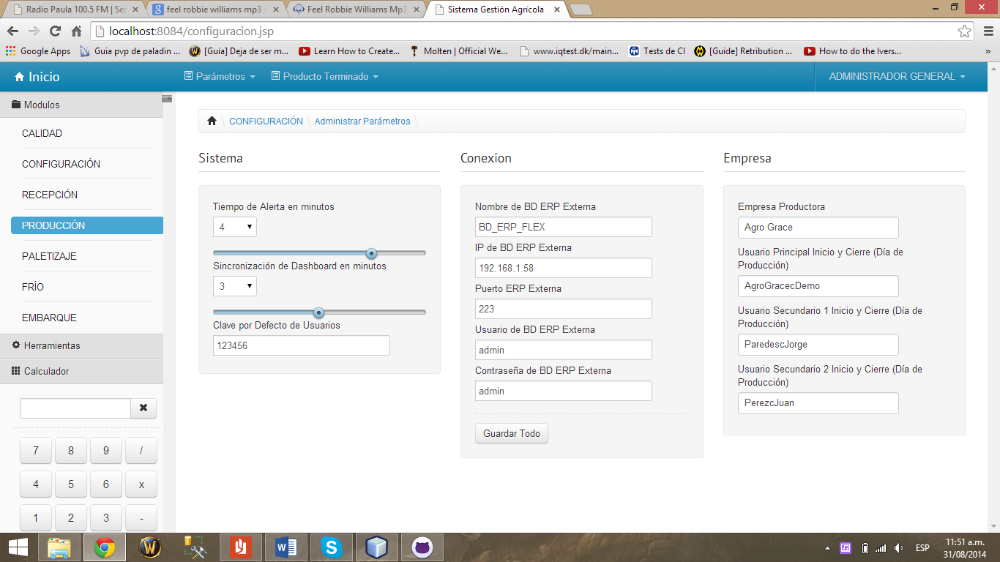 Radio Paula 100.5 FM | Señ
feel robbie williams mp3 -
Feel Robbie Williams Mp3
Sistema Gestión Agrícola
localhost:8084/configuracion.jsp
Google Apps
Guia pvp de paladin ...
[Guía] Deja de ser m...
Learn How to Create...
Molten | Official We...
www.iqtest.dk/main...
Tests de CI
[Guide] Retribution ...
How to do the Ivers...
»
Inicio
Parámetros
Producto Terminado
ADMINISTRADOR GENERAL
Modulos
CALIDAD
CONFIGURACIÓN
RECEPCIÓN
PRODUCCIÓN
PALETIZAJE
FRÍO
EMBARQUE
Herramientas
Calculador
7 8 9 /
4 5 6 x
1 2 3 -
CONFIGURACIÓN \ Administrar Parámetros \
Sistema
Tiempo de Alerta en minutos
4
Sincronización de Dashboard en minutos
3
Clave por Defecto de Usuarios
123456
Conexion
Nombre de BD ERP Externa
BD_ERP_FLEX
IP de BD ERP Externa
192.168.1.58
Puerto ERP Externa
223
Usuario de BD ERP Externa
admin
Contraseña de BD ERP Externa
admin
Guardar Todo
Empresa
Empresa Productora
Agro Grace
Usuario Principal Inicio y Cierre (Día de
Producción)
AgroGracecDemo
Usuario Secundario 1 Inicio y Cierre (Día de
Producción)
ParedescJorge
Usuario Secundario 2 Inicio y Cierre (Día de
Producción)
PerezcJuan
ESP
11:51 a.m.
31/08/2014